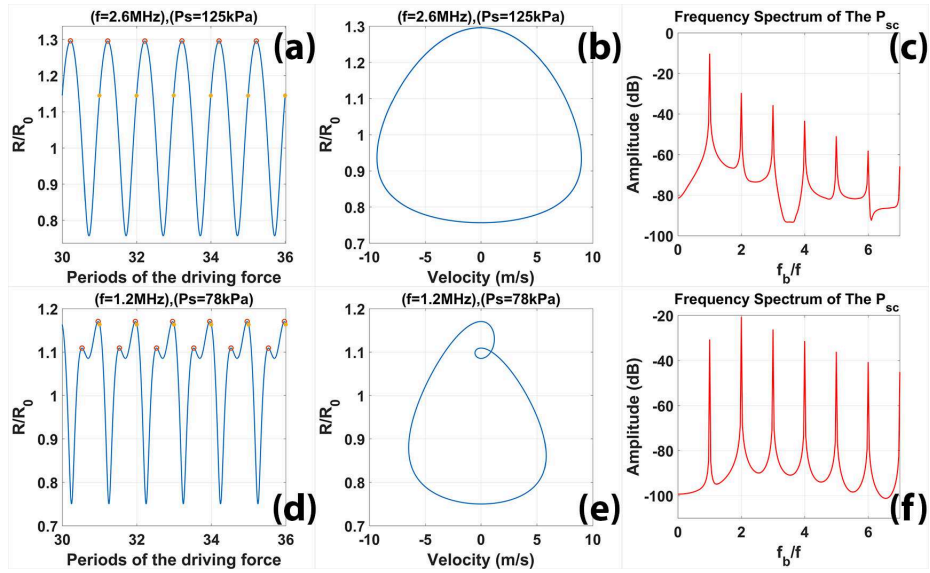 (f=2.6MHz),(Ps=125kPa)
(a)
R/R0
1.3
1.2
1.1
1
0.9
0.8
30 32 34 36
Periods of the driving force
(f=2.6MHz),(Ps=125kPa)
(b)
R/R0
1.3
1.2
1.1
1
0.9
0.8
0.7
-10 -5 0 5 10
Velocity (m/s)
Frequency Spectrum of The Psc
(c)
Amplitude (dB)
0
-20
-40
-60
-80
-100
0 2 4 6
fb/f
(f=1.2MHz),(Ps=78kPa)
(d)
R/R0
1.2
1.1
1
0.9
0.8
0.7
30 32 34 36
Periods of the driving force
(f=1.2MHz),(Ps=78kPa)
(e)
R/R0
1.2
1.1
1
0.9
0.8
0.7
-10 -5 0 5 10
Velocity (m/s)
Frequency Spectrum of The Psc
(f)
Amplitude (dB)
-20
-40
-60
-80
-100
0 2 4 6
fb/f